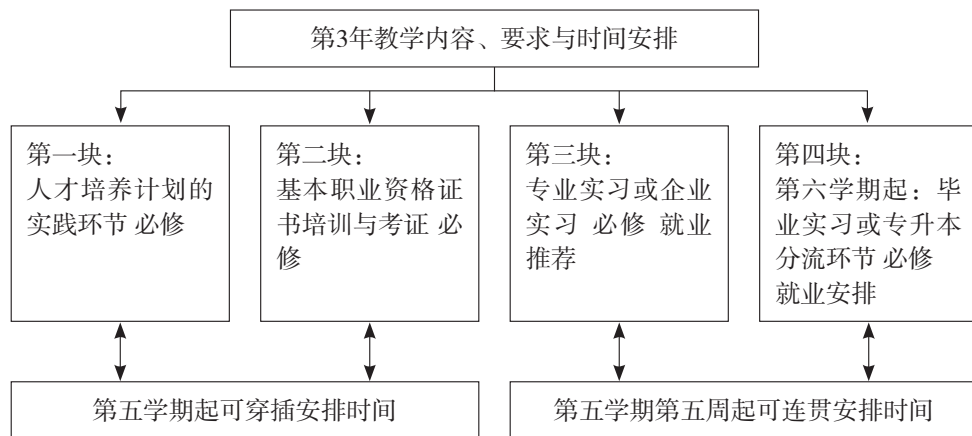 第3年教学内容、要求与时间安排
第一块：
人才培养计划的
实践环节 必修
第二块：
基本职业资格证
书培训与考证 必
修
第三块：
专业实习或企业
实习 必修 就业
推荐
第四块：
第六学期起：毕
业实习或专升本
分流环节 必修
就业安排
第五学期起可穿插安排时间
第五学期第五周起可连贯安排时间